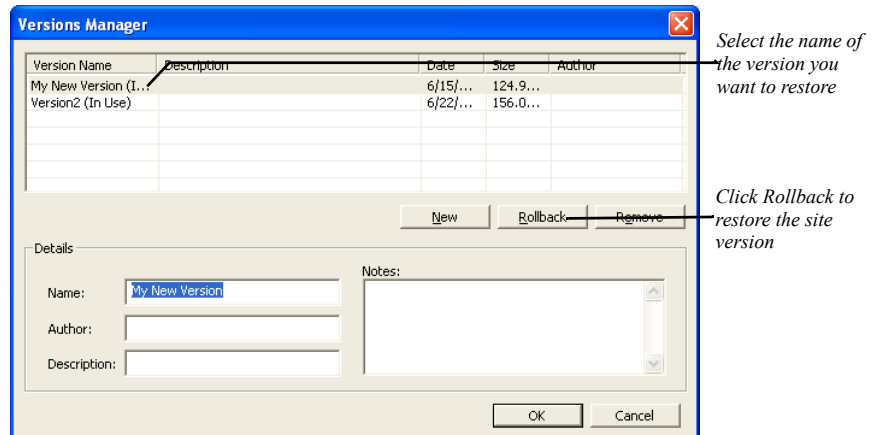 Versions Manager
Version Name Description Date Size Author
My New Version (I... 6/15/... 124.9...
Version2 (In Use) 6/22/... 156.0...
New Rollback Remove
Details
Name: My New Version
Author:
Description:
Notes:
OK Cancel
Select the name of
the version you
want to restore
Click Rollback to
restore the site
version